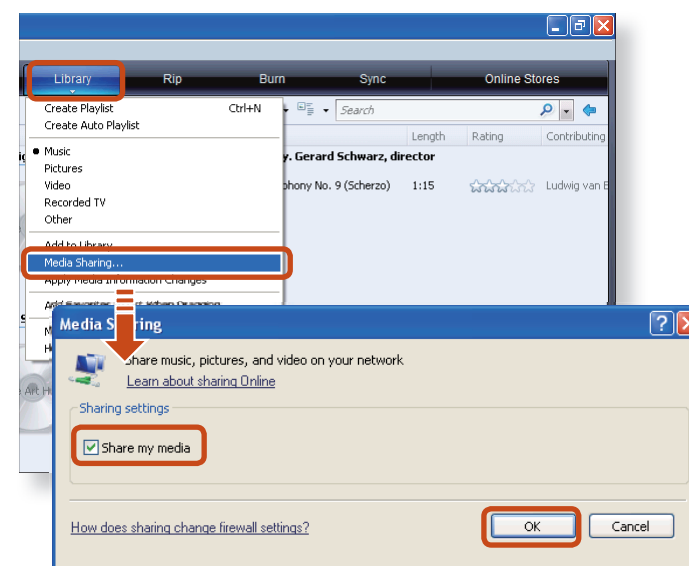 Library Rip Burn Sync Online Stores
Create Playlist Ctrl+N
Search
Create Auto Playlist
Length Rating Contributing
Music
y. Gerard Schwarz, director
Pictures
Video
phony No. 9 (Scherzo) 1:15 Ludwig van B
Recorded TV
Other
Add to Library
Media Sharing...
Apply Media Information Changes
Media Sharing
Share music, pictures, and video on your network
Learn about sharing Online
Sharing settings
Share my media
How does sharing change firewall settings?
OK Cancel